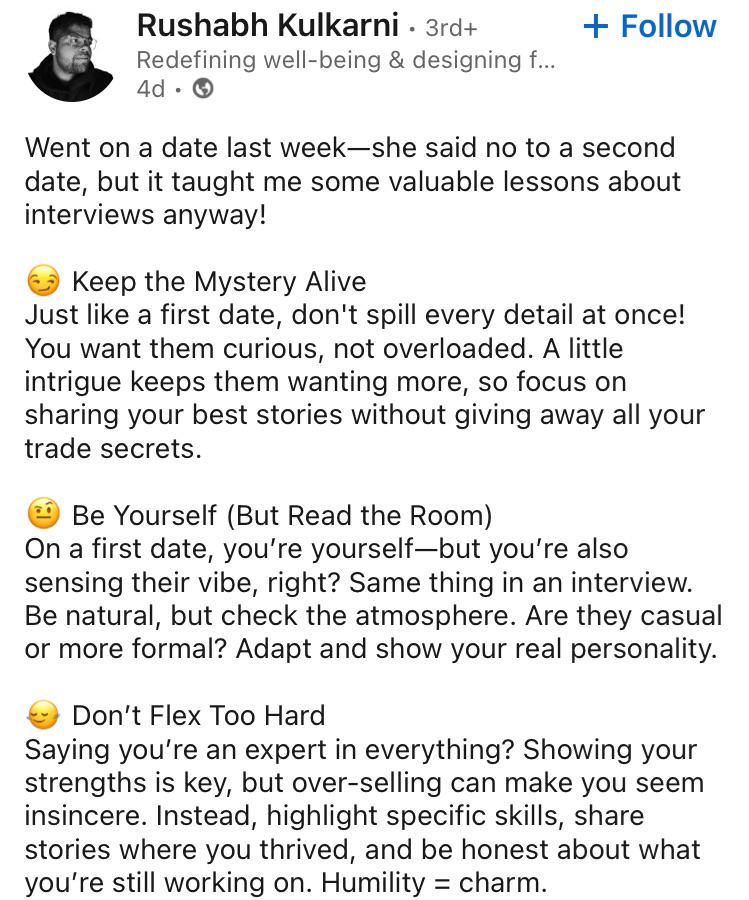 Rushabh Kulkarni · 3rd+
+ Follow
Redefining well-being & designing f...
4d ·
Went on a date last week—she said no to a second
date, but it taught me some valuable lessons about
interviews anyway!
😏 Keep the Mystery Alive
Just like a first date, don't spill every detail at once!
You want them curious, not overloaded. A little
intrigue keeps them wanting more, so focus on
sharing your best stories without giving away all your
trade secrets.
🤨 Be Yourself (But Read the Room)
On a first date, you’re yourself—but you’re also
sensing their vibe, right? Same thing in an interview.
Be natural, but check the atmosphere. Are they casual
or more formal? Adapt and show your real personality.
Don’t Flex Too Hard
Saying you’re an expert in everything? Showing your
strengths is key, but over-selling can make you seem
insincere. Instead, highlight specific skills, share
stories where you thrived, and be honest about what
you’re still working on. Humility = charm.